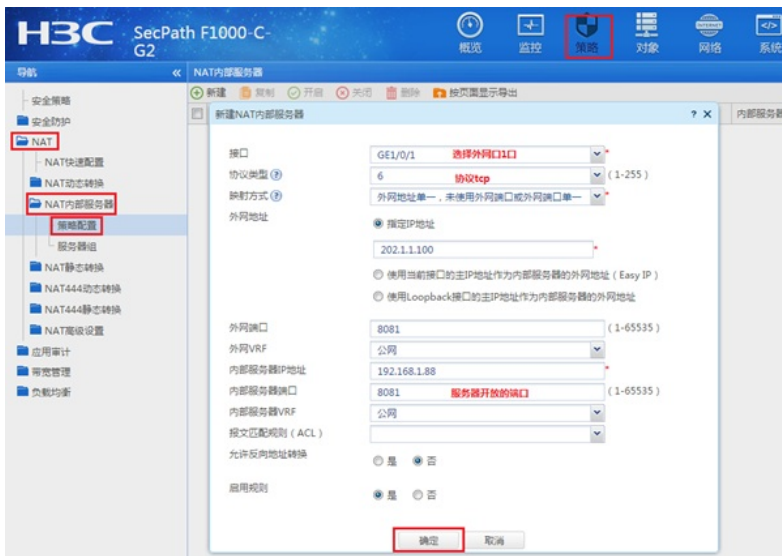 H3C SecPath F1000-C-G2
概览 监控 策略 对象 网络 系统
导航 « NAT内部服务器
新建 复制 开启 关闭 删除 按页面显示导出
新建NAT内部服务器 ? X
内部服务器
安全策略
安全防护
NAT
NAT快速配置
NAT动态转换
NAT内部服务器
策略配置
服务器组
NAT静态转换
NAT444动态转换
NAT444静态转换
NAT高级设置
应用审计
带宽管理
负载均衡
接口 GE1/0/1 选择外网口1口 *
协议类型 ? 6 协议tcp (1-255)
映射方式 ? 外网地址单一，未使用外网端口或外网端口单一 *
外网地址 指定IP地址
202.1.1.100 *
使用当前接口的主IP地址作为内部服务器的外网地址（Easy IP）
使用Loopback接口的主IP地址作为内部服务器的外网地址
外网端口 8081 (1-65535)
外网VRF 公网
内部服务器IP地址 192.168.1.88 *
内部服务器端口 8081 服务器开放的端口 (1-65535)
内部服务器VRF 公网
报文匹配规则（ACL）
允许反向地址转换 是 否
启用规则 是 否
确定 取消